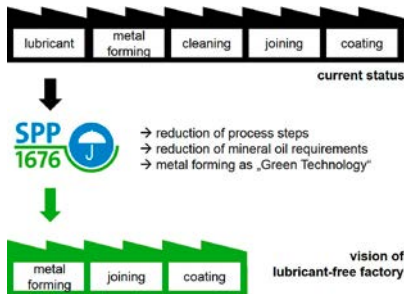 lubricant
metal
forming
cleaning
joining
coating
current status
SPP
1676
→ reduction of process steps
→ reduction of mineral oil requirements
→ metal forming as „Green Technology“
vision of
lubricant-free factory
metal
forming
joining
coating